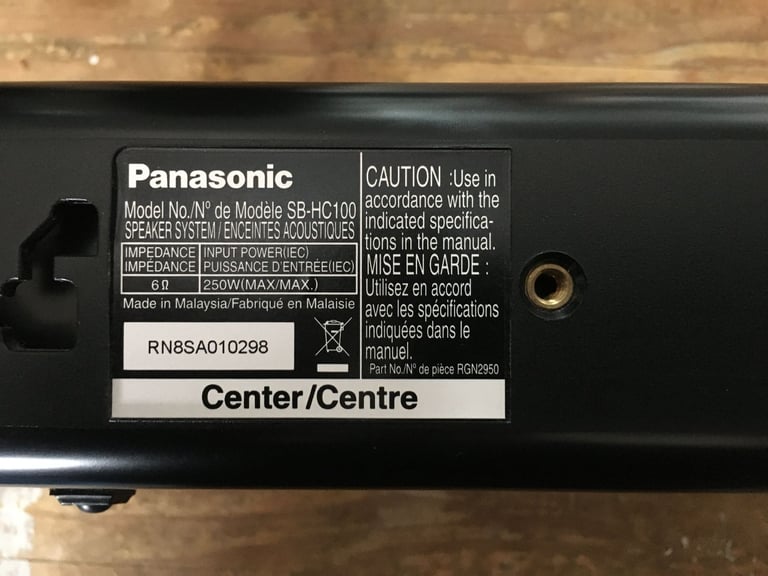 Panasonic
Model No./Nº de Modèle SB-HC100
SPEAKER SYSTEM / ENCEINTES ACOUSTIQUES
IMPEDANCE INPUT POWER(IEC)
IMPÉDANCE PUISSANCE D'ENTRÉE(IEC)
6Ω 250W(MAX/MAX.)
Made in Malaysia/Fabriqué en Malaisie
RN8SA010298
CAUTION :Use in
accordance with the
indicated specifica-
tions in the manual.
MISE EN GARDE :
Utilisez en accord
avec les spécifications
indiquées dans le
manuel.
Part No./Nº de pièce RGN2950
Center/Centre